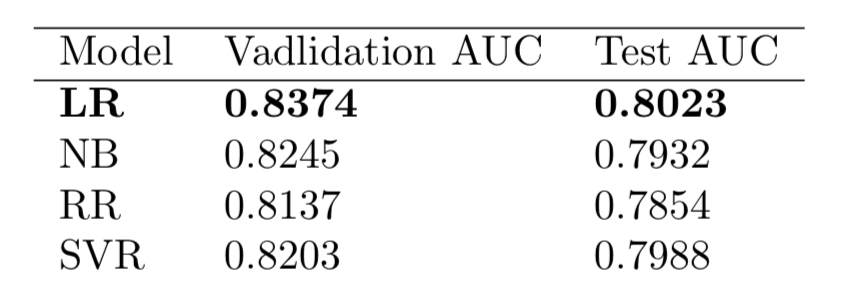 Model Vadlidation AUC Test AUC
LR 0.8374 0.8023
NB 0.8245 0.7932
RR 0.8137 0.7854
SVR 0.8203 0.7988